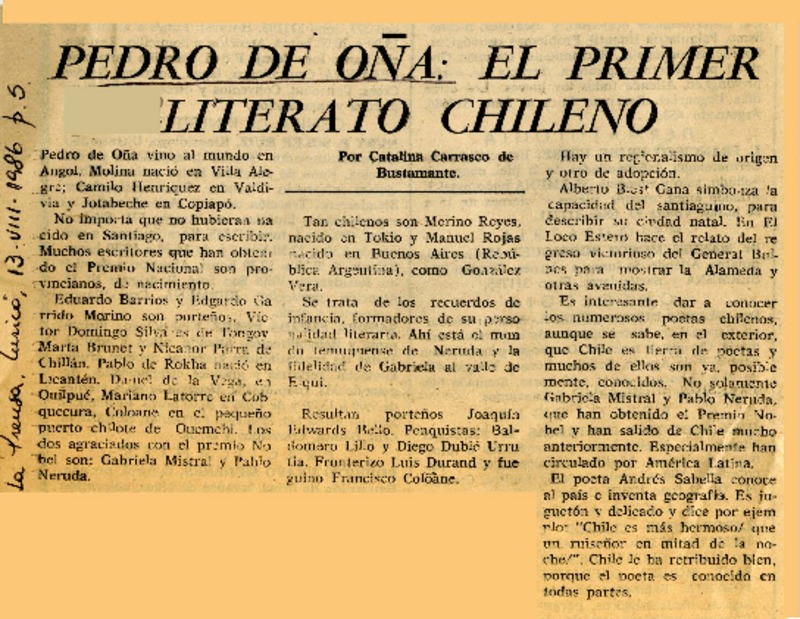 PEDRO DE OÑA: EL PRIMER
LITERATO CHILENO
La Prensa, Curicó, 13-VIII-1986 p. 5.
Pedro de Oña vino al mundo en
Angol, Molina nació en Villa Ale-
gre; Camilo Henríquez en Valdi-
via y Jotabeche en Copiapó.
No importa que no hubieran na
cido en Santiago, para escribir.
Muchos escritores que han obteni
do el Premio Nacional son pro-
vincianos, de nacimiento.
Eduardo Barrios y Edgardo Ga
rrido Merino son porteños, Víc
tor Domingo Silva es de Tongoy
Marta Brunet y Nicanor Parra de
Chillán. Pablo de Rokha nació en
Licantén. Daniel de la Vega, en
Quilpué, Mariano Latorre en Cob
quecura, Coloane en el pequeño
puerto chilote de Quemchi. Los
dos agraciados con el premio No
bel son: Gabriela Mistral y Pablo
Neruda.
Por Catalina Carrasco de
Bustamante.
Tan chilenos son Merino Reyes,
nacido en Tokio y Manuel Rojas
nacido en Buenos Aires (Repú-
blica Argentina), como González
Vera.
Se trata de los recuerdos de
infancia, formadores de su perso
nalidad literaria. Ahí está el mun
do temuquense de Neruda y la
fidelidad de Gabriela al valle de
Elqui.
Resultan porteños Joaquín
Edwards Bello. Penquistas: Bal-
domero Lillo y Diego Dublé Urru
tia. Fronterizo Luis Durand y fue
guino Francisco Coloane.
Hay un regionalismo de origen
y otro de adopción.
Alberto Blest Gana simboliza la
capacidad del santiaguino, para
describir su ciudad natal. En El
Loco Estero hace el relato del re
greso victorioso del General Bul-
nes para mostrar la Alameda y
otras avenidas.
Es interesante dar a conocer
los numerosos poetas chilenos,
aunque se sabe, en el exterior,
que Chile es tierra de poetas y
muchos de ellos son ya, posible
mente, conocidos. No solamente
Gabriela Mistral y Pablo Neruda,
que han obtenido el Premio No-
bel y han salido de Chile mucho
anteriormente. Especialmente han
circulado por América Latina.
El poeta Andrés Sabella conoce
al país e inventa geografía. Es ju-
guetón y delicado y dice por ejem
plo: "Chile es más hermoso/ que
un ruiseñor en mitad de la no-
che/". Chile le ha retribuido bien,
porque el poeta es conocido en
todas partes.